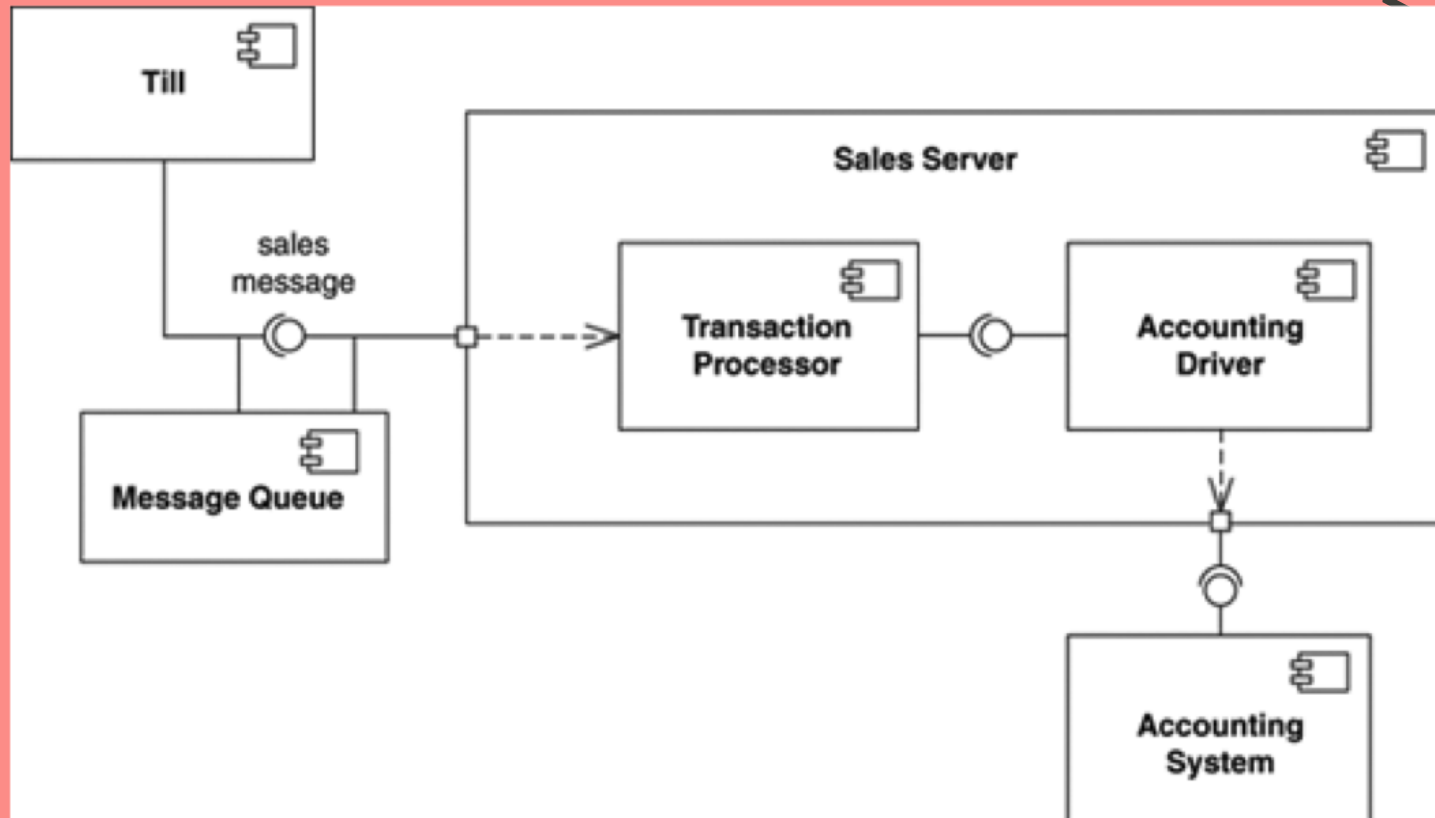 Till
Sales Server
sales
message
Transaction
Processor
Accounting
Driver
Message Queue
Accounting
System